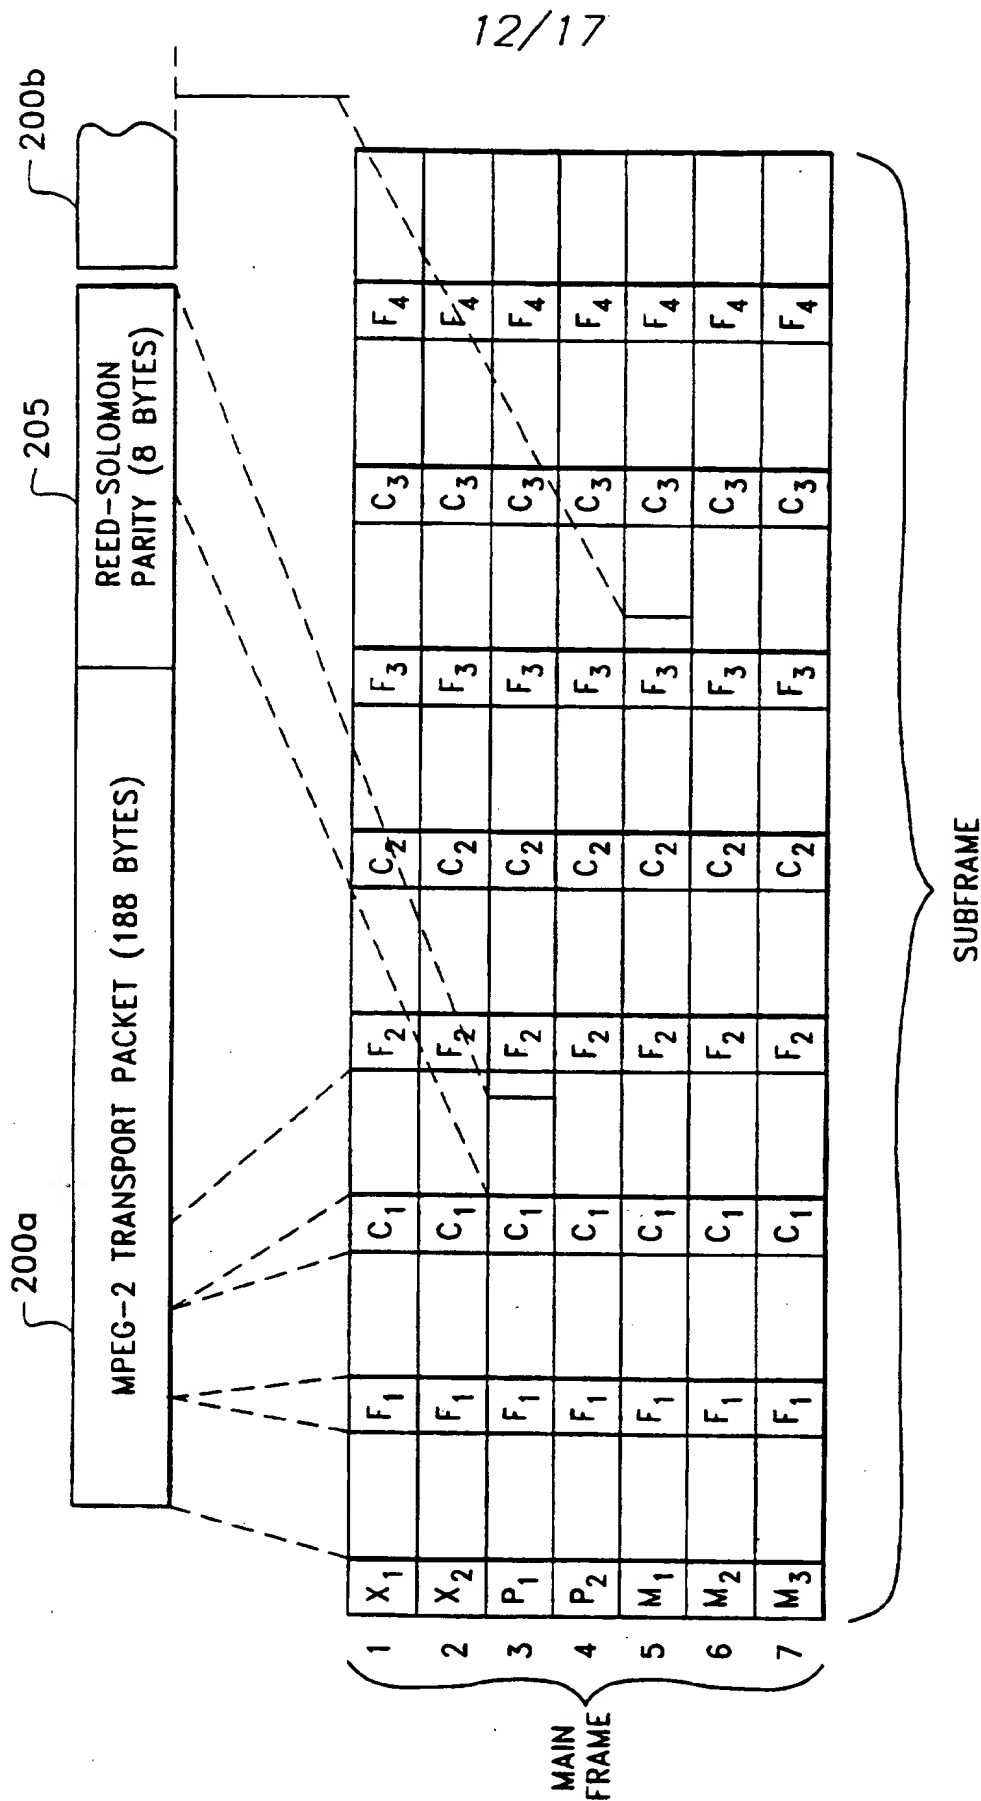 12/17
200a
205
200b
MPEG-2 TRANSPORT PACKET (188 BYTES)
REED-SOLOMON
PARITY (8 BYTES)
MAIN
FRAME
1 X1 F1 C1 F2 C2 F3 C3 F4
2 X2 F1 C1 F2 C2 F3 C3 F4
3 P1 F1 C1 F2 C2 F3 C3 F4
4 P2 F1 C1 F2 C2 F3 C3 F4
5 M1 F1 C1 F2 C2 F3 C3 F4
6 M2 F1 C1 F2 C2 F3 C3 F4
7 M3 F1 C1 F2 C2 F3 C3 F4
SUBFRAME